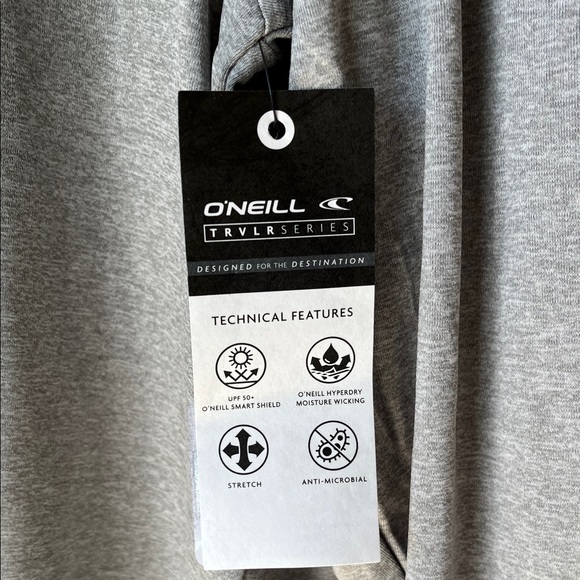 O'NEILL
TRVLRSERIES
DESIGNED FOR THE DESTINATION
TECHNICAL FEATURES
UPF 50+
O'NEILL SMART SHIELD
O'NEILL HYPERDRY
MOISTURE WICKING
STRETCH
ANTI-MICROBIAL